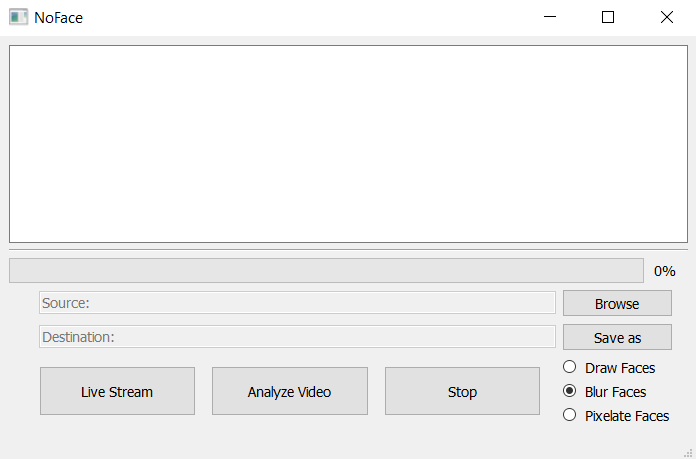 NoFace
0%
Source:
Browse
Destination:
Save as
Live Stream
Analyze Video
Stop
Draw Faces
Blur Faces
Pixelate Faces